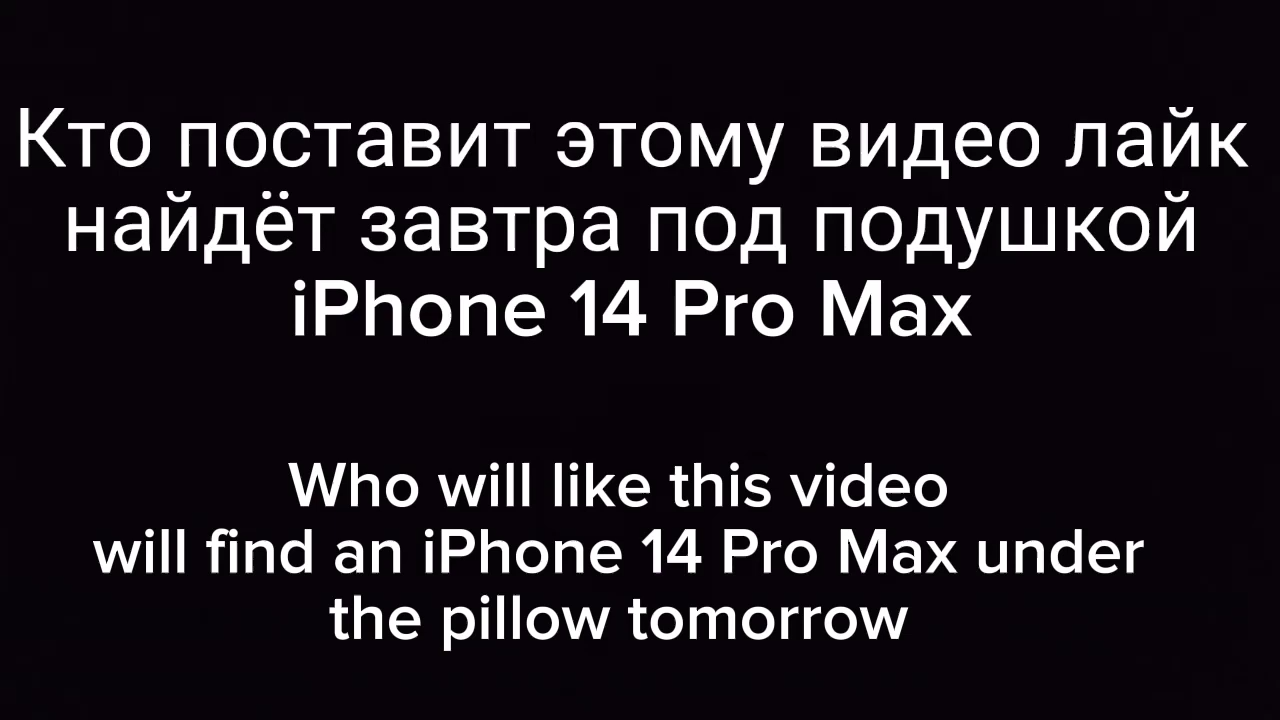 Кто поставит этому видео лайк
найдёт завтра под подушкой
iPhone 14 Pro Max
Who will like this video
will find an iPhone 14 Pro Max under
the pillow tomorrow